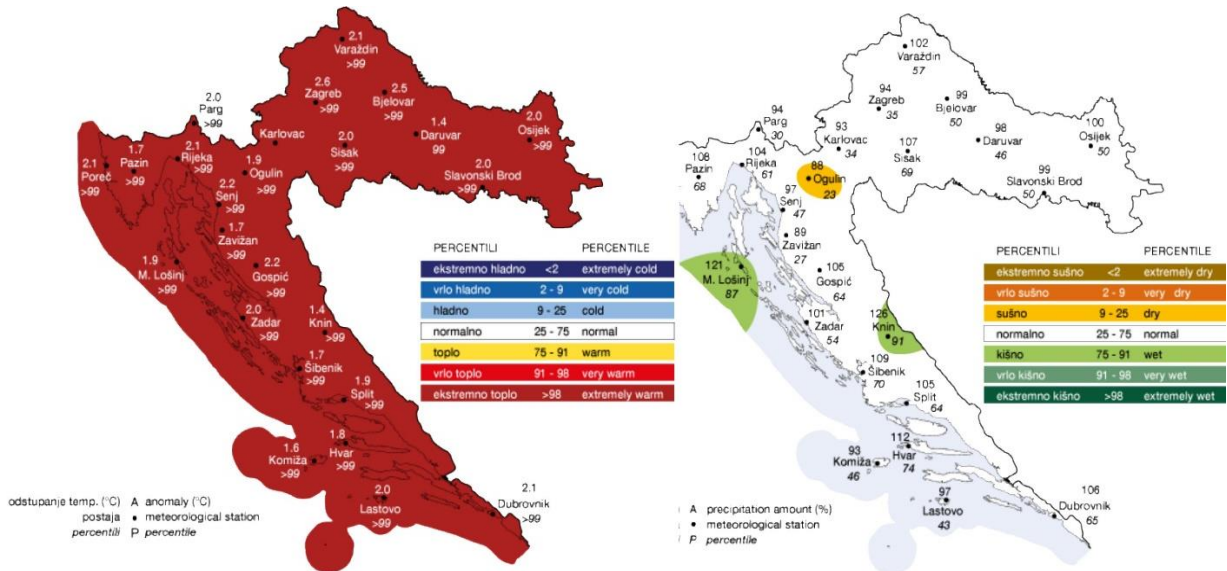 2.1
Varaždin
>99
2.6
Zagreb
>99
2.5
Bjelovar
>99
2.0
Parg
>99
Karlovac
2.0
Sisak
>99
1.4
Daruvar
99
2.0
Osijek
>99
2.0
Slavonski Brod
>99
2.1
Poreč
>99
1.7
Pazin
>99
2.1
Rijeka
>99
1.9
Ogulin
>99
2.2
Senj
>99
1.7
Zavižan
>99
1.9
M. Lošinj
>99
2.2
Gospić
>99
2.0
Zadar
>99
1.4
Knin
>99
1.7
Šibenik
>99
1.9
Split
>99
1.8
Hvar
>99
1.6
Komiža
>99
2.0
Lastovo
>99
2.1
Dubrovnik
>99
PERCENTILI PERCENTILE
ekstremno hladno <2 extremely cold
vrlo hladno 2 - 9 very cold
hladno 9 - 25 cold
normalno 25 - 75 normal
toplo 75 - 91 warm
vrlo toplo 91 - 98 very warm
ekstremno toplo >98 extremely warm
odstupanje temp. (°C) A anomaly (°C)
postaja meteorological station
percentili P percentile
102
Varaždin
57
94
Zagreb
35
99
Bjelovar
50
94
Parg
30
93
Karlovac
34
107
Sisak
69
98
Daruvar
46
100
Osijek
50
99
Slavonski Brod
50
108
Pazin
68
104
Rijeka
61
88
Ogulin
23
97
Senj
47
89
Zavižan
27
121
M. Lošinj
87
105
Gospić
64
101
Zadar
54
126
Knin
91
109
Šibenik
70
105
Split
64
112
Hvar
74
93
Komiža
46
97
Lastovo
43
106
Dubrovnik
65
PERCENTILI PERCENTILE
ekstremno sušno <2 extremely dry
vrlo sušno 2 - 9 very dry
sušno 9 - 25 dry
normalno 25 - 75 normal
kišno 75 - 91 wet
vrlo kišno 91 - 98 very wet
ekstremno kišno >98 extremely wet
A precipitation amount (%)
meteorological station
P percentile